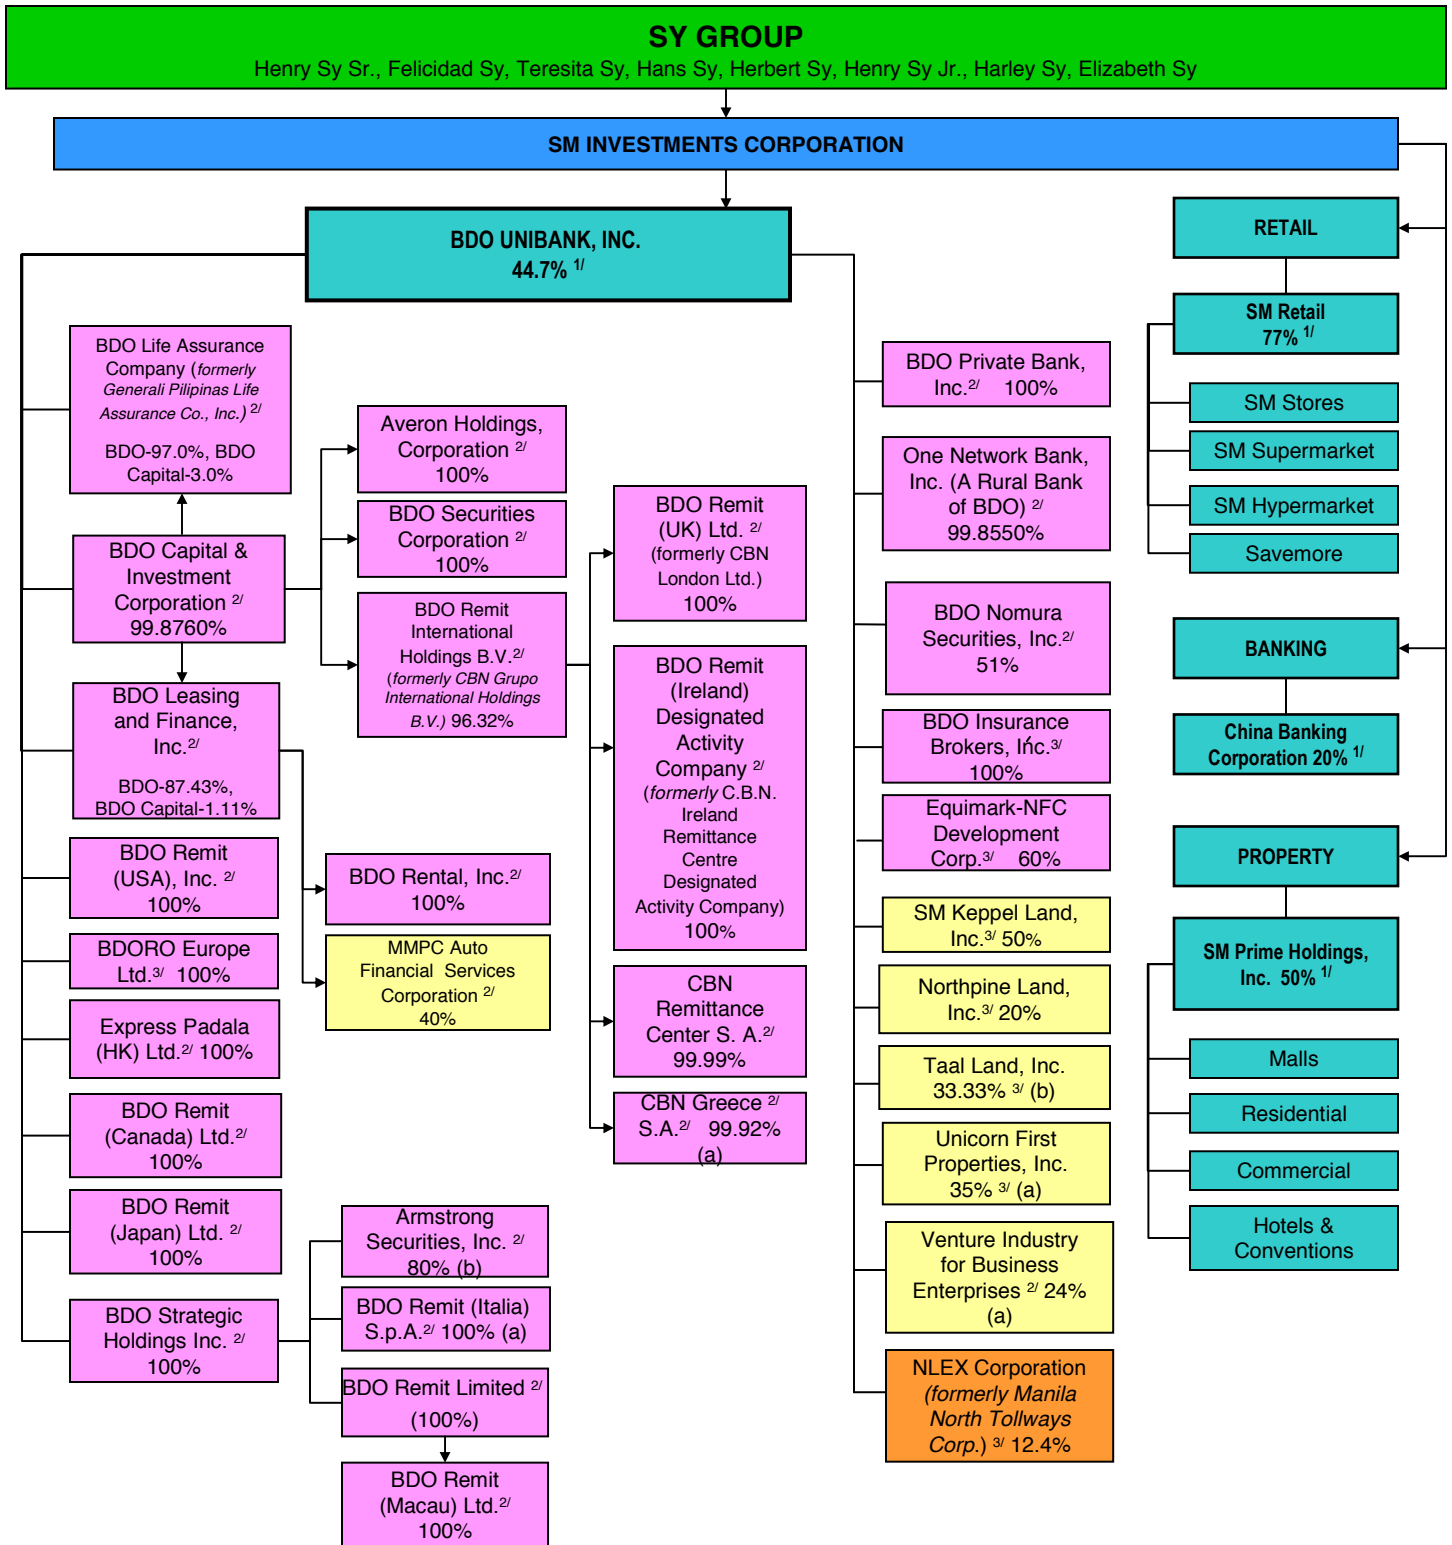 SY GROUP
Henry Sy Sr., Felicidad Sy, Teresita Sy, Hans Sy, Herbert Sy, Henry Sy Jr., Harley Sy, Elizabeth Sy
SM INVESTMENTS CORPORATION
BDO UNIBANK, INC.
44.7% 1/
BDO Life Assurance
Company (formerly
Generali Pilipinas Life
Assurance Co., Inc.) 2/
BDO-97.0%, BDO
Capital-3.0%
BDO Capital &
Investment
Corporation 2/
99.8760%
BDO Leasing
and Finance,
Inc.2/
BDO-87.43%,
BDO Capital-1.11%
BDO Remit
(USA), Inc. 2/
100%
BDORO Europe
Ltd.3/ 100%
Express Padala
(HK) Ltd.2/ 100%
BDO Remit
(Canada) Ltd.2/
100%
BDO Remit
(Japan) Ltd. 2/
100%
BDO Strategic
Holdings Inc. 2/
100%
Averon Holdings,
Corporation 2/
100%
BDO Securities
Corporation 2/
100%
BDO Remit
International
Holdings B.V.2/
(formerly CBN Grupo
International Holdings
B.V.) 96.32%
BDO Rental, Inc.2/
100%
MMPC Auto
Financial Services
Corporation 2/
40%
Armstrong
Securities, Inc. 2/
80% (b)
BDO Remit (Italia)
S.p.A.2/ 100% (a)
BDO Remit Limited 2/
(100%)
BDO Remit
(Macau) Ltd.2/
100%
BDO Remit
(UK) Ltd. 2/
(formerly CBN
London Ltd.)
100%
BDO Remit
(Ireland)
Designated
Activity
Company 2/
(formerly C.B.N.
Ireland
Remittance
Centre
Designated
Activity Company)
100%
CBN
Remittance
Center S. A.2/
99.99%
CBN Greece 2/
S.A.2/ 99.92%
(a)
BDO Private Bank,
Inc.2/ 100%
One Network Bank,
Inc. (A Rural Bank
of BDO) 2/
99.8550%
BDO Nomura
Securities, Inc.2/
51%
BDO Insurance
Brokers, Inc.3/
100%
Equimark-NFC
Development
Corp.3/ 60%
SM Keppel Land,
Inc.3/ 50%
Northpine Land,
Inc.3/ 20%
Taal Land, Inc.
33.33% 3/ (b)
Unicorn First
Properties, Inc.
35% 3/ (a)
Venture Industry
for Business
Enterprises 2/ 24%
(a)
NLEX Corporation
(formerly Manila
North Tollways
Corp.) 3/ 12.4%
RETAIL
SM Retail
77% 1/
SM Stores
SM Supermarket
SM Hypermarket
Savemore
BANKING
China Banking
Corporation 20% 1/
PROPERTY
SM Prime Holdings,
Inc. 50% 1/
Malls
Residential
Commercial
Hotels &
Conventions